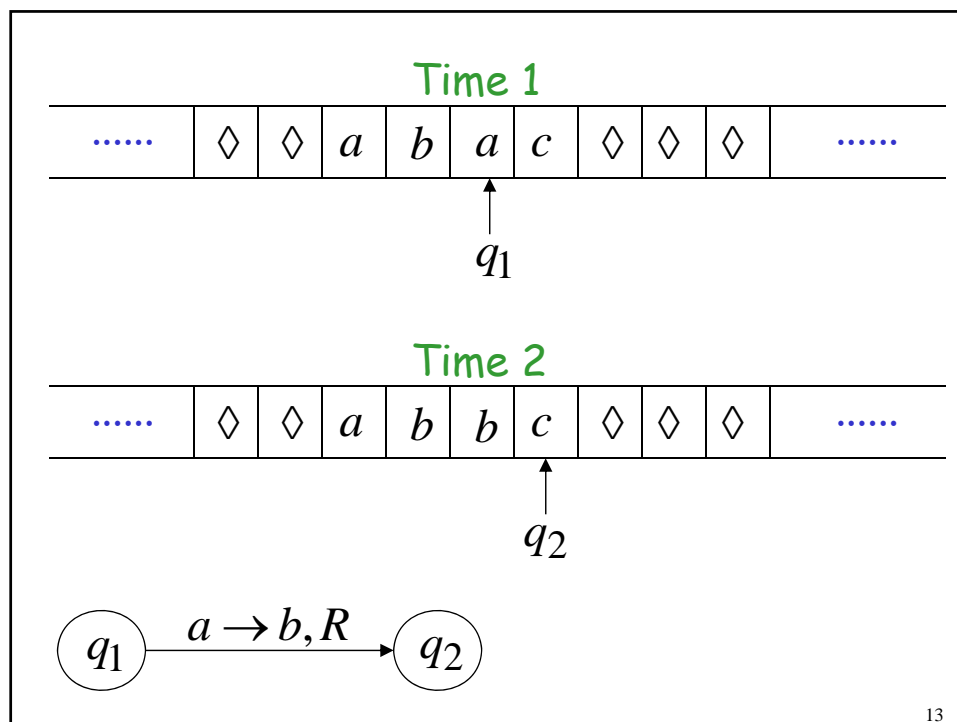 Time 1
...... ◊ ◊ a b a c ◊ ◊ ◊ ......
q1
Time 2
...... ◊ ◊ a b b c ◊ ◊ ◊ ......
q2
q1 a → b, R q2
13